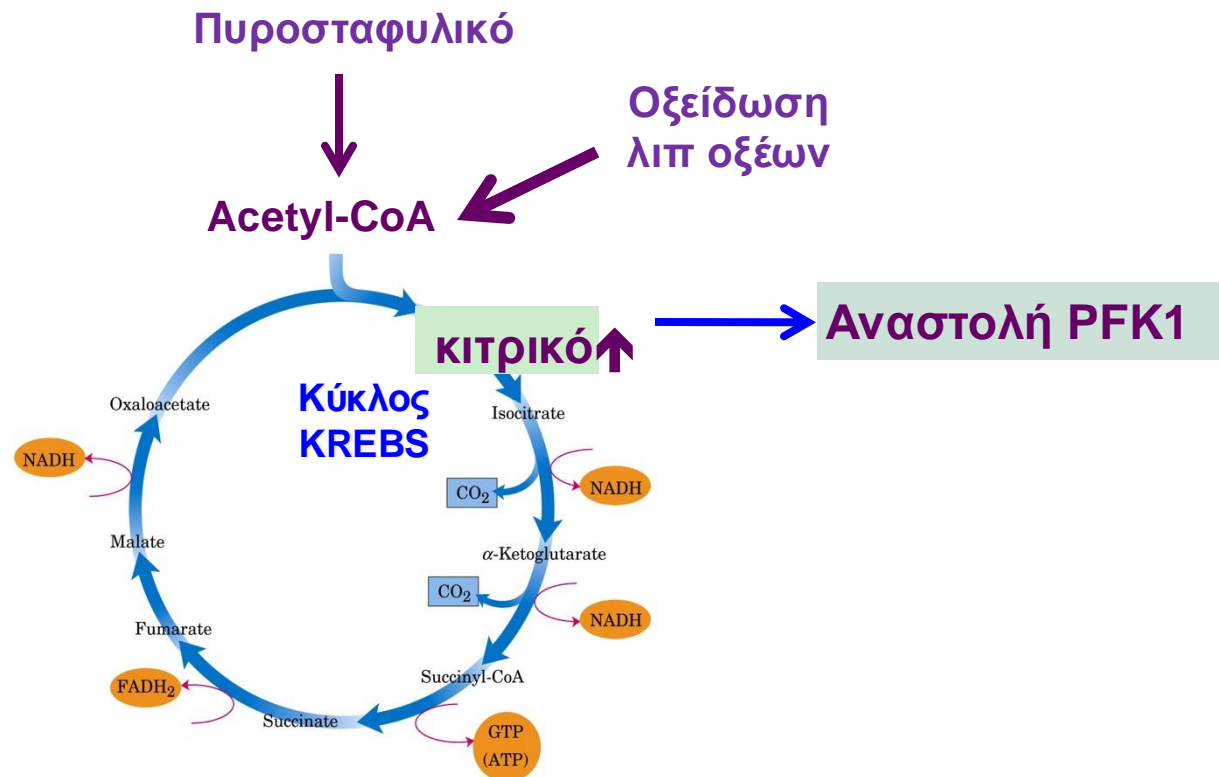 Πυροσταφυλικό
Οξείδωση
λιπ οξέων
Acetyl-CoA
κιτρικό
Αναστολή PFK1
Κύκλος
KREBS
Oxaloacetate
Isocitrate
NADH
NADH
CO₂
Malate
α-Ketoglutarate
CO₂
NADH
Fumarate
Succinyl-CoA
FADH₂
Succinate
GTP
(ATP)